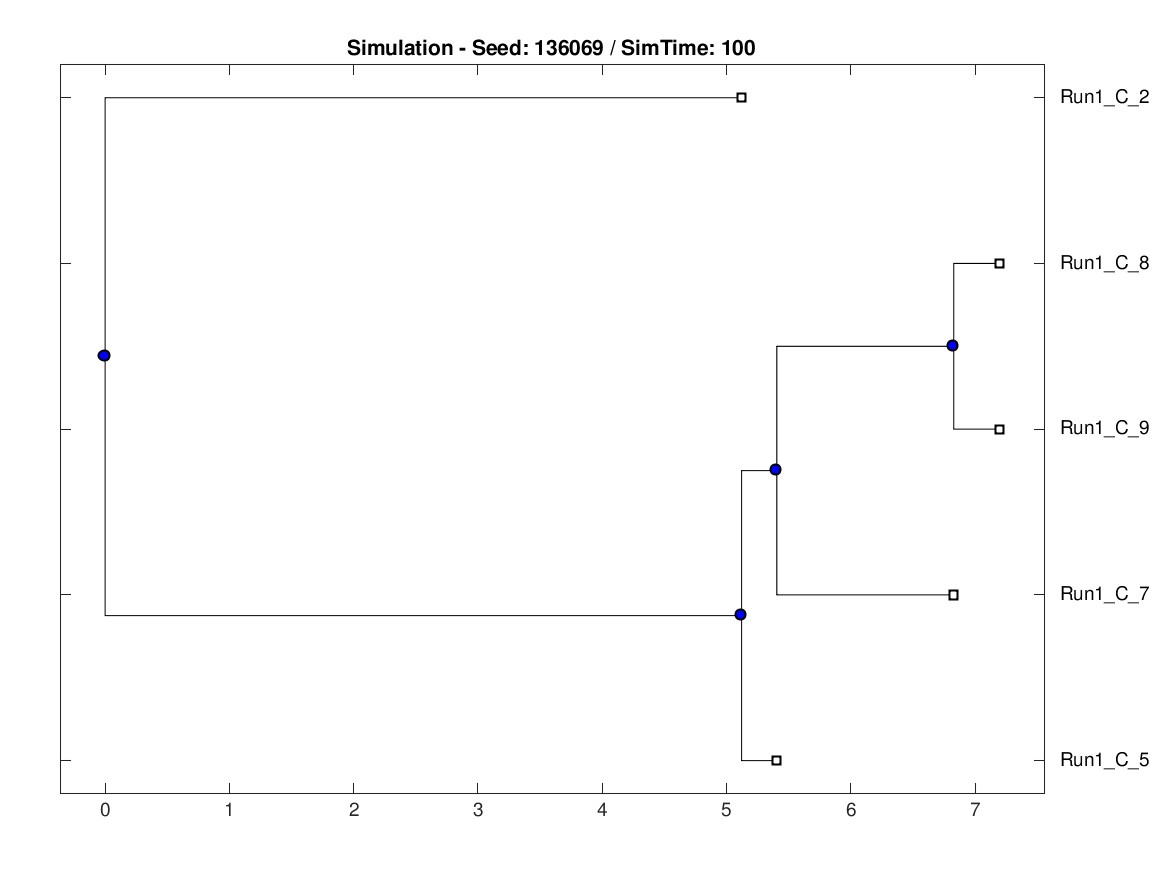 Simulation - Seed: 136069 / SimTime: 100
Run1_C_2
Run1_C_8
Run1_C_9
Run1_C_7
Run1_C_5
0 1 2 3 4 5 6 7